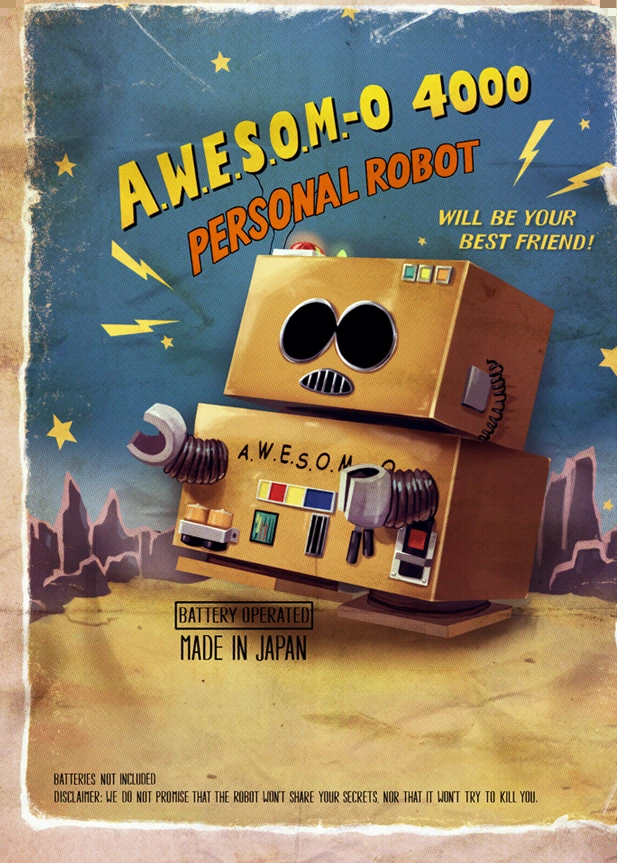 A.W.E.S.O.M.-O 4000
PERSONAL ROBOT
WILL BE YOUR
BEST FRIEND!
A.W.E.S.O.M O
BATTERY OPERATED
MADE IN JAPAN
BATTERIES NOT INCLUDED
DISCLAIMER: WE DO NOT PROMISE THAT THE ROBOT WON'T SHARE YOUR SECRETS, NOR THAT IT WON'T TRY TO KILL YOU.